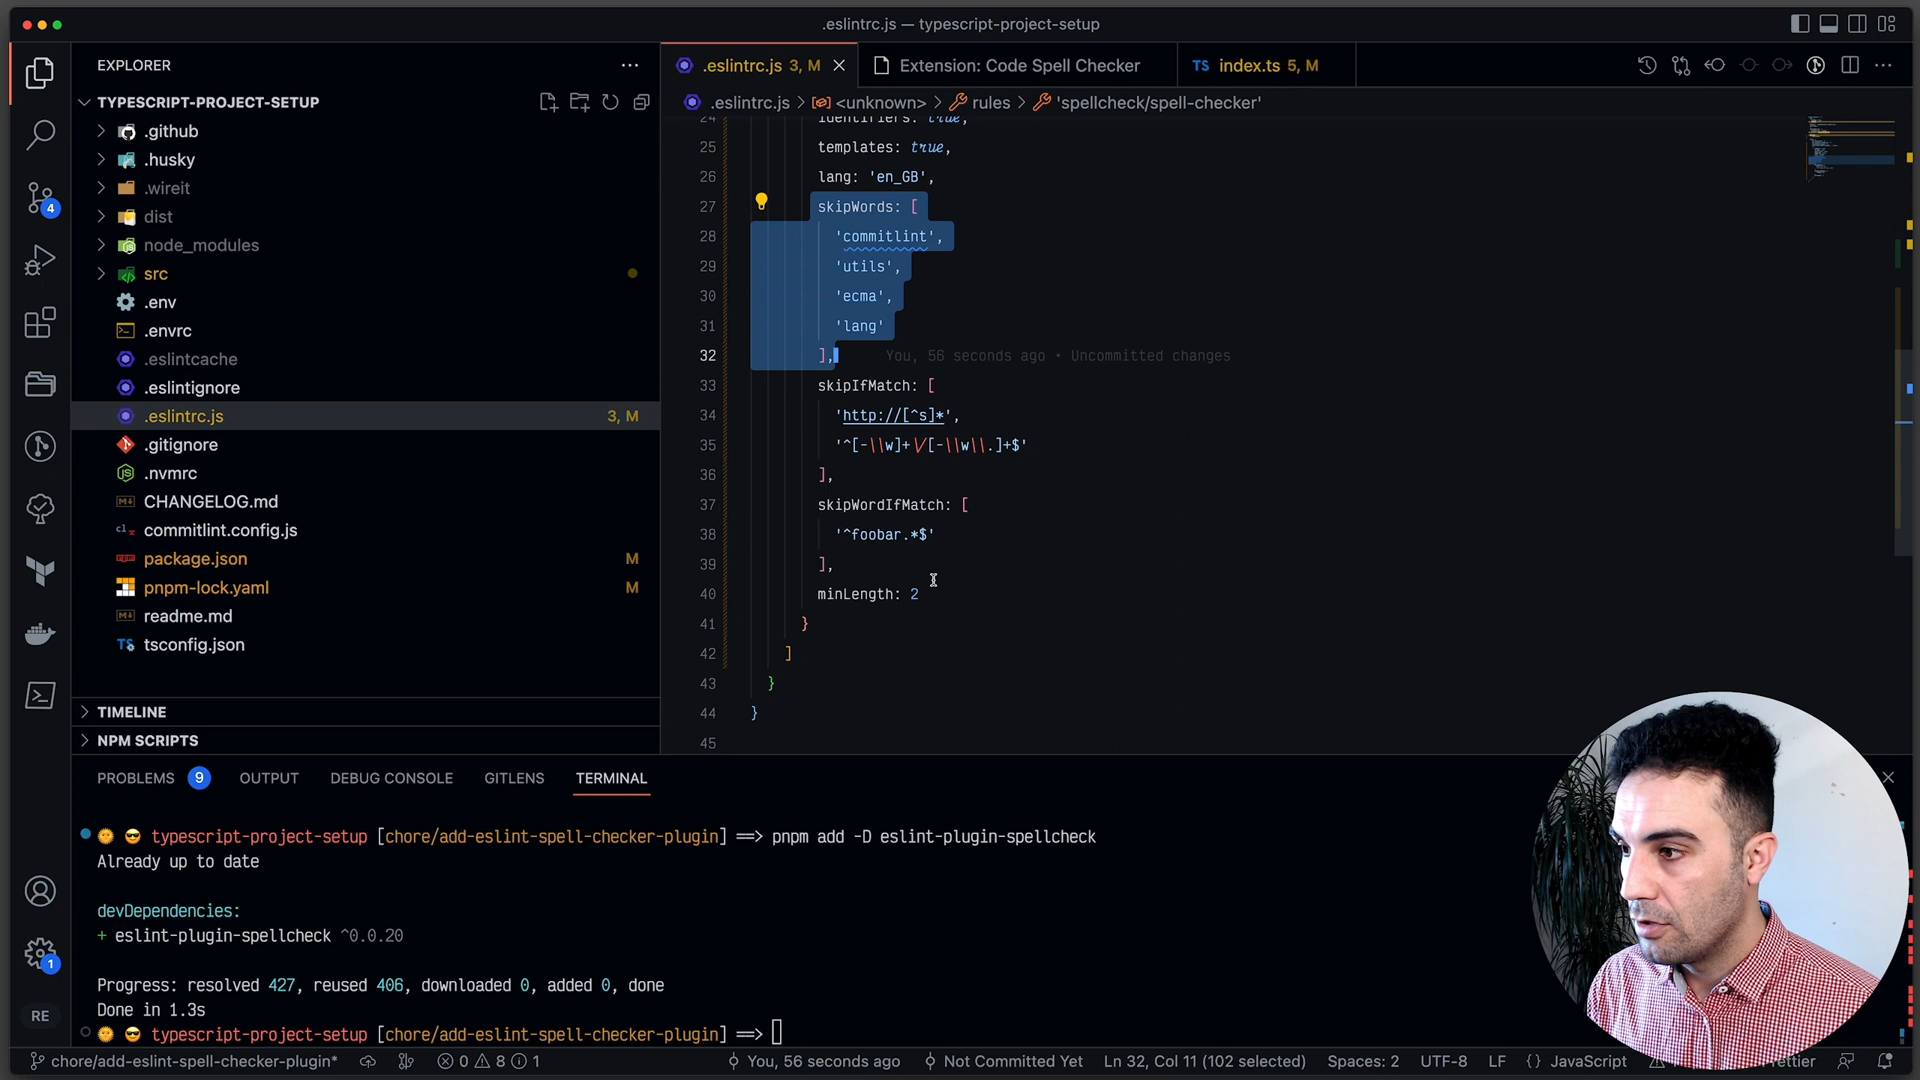 .eslintrc.js — typescript-project-setup
EXPLORER
TYPESCRIPT-PROJECT-SETUP
.github
.husky
.wireit
dist
node_modules
src
.env
.envrc
.eslintcache
.eslintignore
.eslintrc.js 3, M
.gitignore
.nvmrc
CHANGELOG.md
commitlint.config.js
package.json M
pnpm-lock.yaml M
readme.md
tsconfig.json
TIMELINE
NPM SCRIPTS
4
1
RE
.eslintrc.js 3, M
Extension: Code Spell Checker
TS index.ts 5, M
.eslintrc.js > <unknown> > rules > 'spellcheck/spell-checker'
24 identifiers: true,
25 templates: true,
26 lang: 'en_GB',
27 skipWords: [
28 'commitlint',
29 'utils',
30 'ecma',
31 'lang'
32 ], You, 56 seconds ago • Uncommitted changes
33 skipIfMatch: [
34 'http://[^s]*',
35 '^[-\\w]+\/[-\\w\\.]+$'
36 ],
37 skipWordIfMatch: [
38 '^foobar.*$'
39 ],
40 minLength: 2
41 }
42 ]
43 }
44 }
45
PROBLEMS 9 OUTPUT DEBUG CONSOLE GITLENS TERMINAL
typescript-project-setup [chore/add-eslint-spell-checker-plugin] ==> pnpm add -D eslint-plugin-spellcheck
Already up to date
devDependencies:
+ eslint-plugin-spellcheck ^0.0.20
Progress: resolved 427, reused 406, downloaded 0, added 0, done
Done in 1.3s
typescript-project-setup [chore/add-eslint-spell-checker-plugin] ==>
chore/add-eslint-spell-checker-plugin* 0 8 1 You, 56 seconds ago Not Committed Yet Ln 32, Col 11 (102 selected) Spaces: 2 UTF-8 LF {} JavaScript